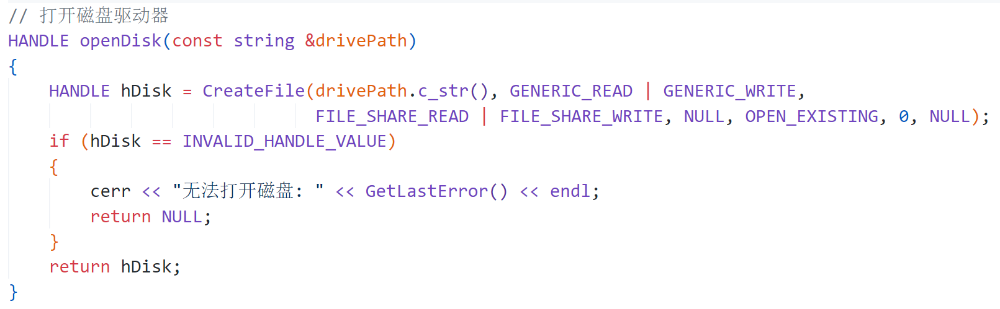 // 打开磁盘驱动器
HANDLE openDisk(const string &drivePath)
{
    HANDLE hDisk = CreateFile(drivePath.c_str(), GENERIC_READ | GENERIC_WRITE,
                              FILE_SHARE_READ | FILE_SHARE_WRITE, NULL, OPEN_EXISTING, 0, NULL);
    if (hDisk == INVALID_HANDLE_VALUE)
    {
        cerr << "无法打开磁盘: " << GetLastError() << endl;
        return NULL;
    }
    return hDisk;
}